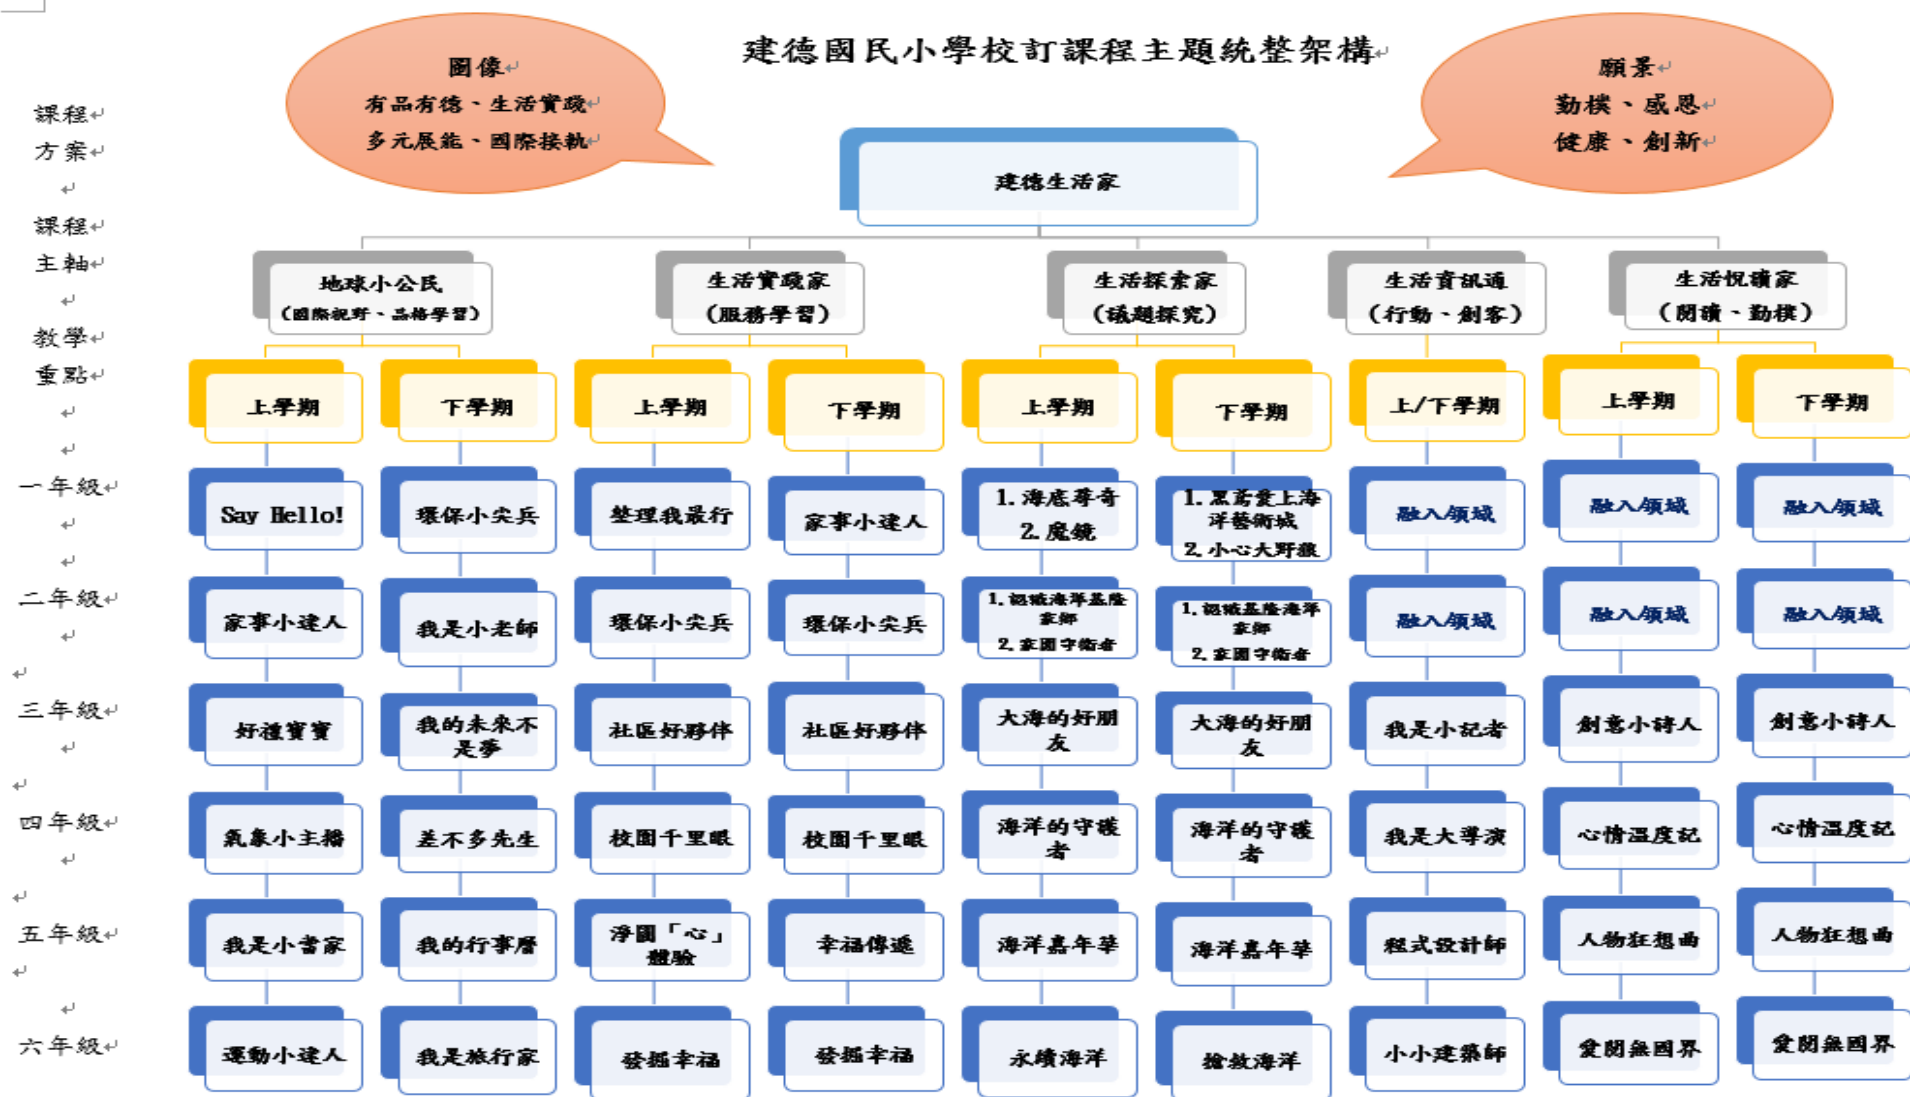 建德國民小學校訂課程主題統整架構
圖像
有品有德、生活實踐
多元展能、國際接軌
願景
勤樸、感恩
健康、創新
課程
方案
建德生活家
課程
主軸
地球小公民
(國際視野、品格學習)
生活實踐家
(服務學習)
生活探索家
(議題探究)
生活資訊通
(行動、創客)
生活悅讀家
(閱讀、勤樸)
教學
重點
上學期
下學期
上學期
下學期
上學期
下學期
上/下學期
上學期
下學期
一年級
Say Hello!
環保小尖兵
整理我最行
家事小達人
1. 海底尋奇
2. 魔鏡
1. 黑鳶愛上海
洋藝術城
2. 小心大野狼
融入領域
融入領域
融入領域
二年級
家事小達人
我是小老師
環保小尖兵
環保小尖兵
1. 認識海洋基隆
家鄉
2. 家園守衛者
1. 認識基隆海洋
家鄉
2. 家園守衛者
融入領域
融入領域
融入領域
三年級
好禮寶寶
我的未來不
是夢
社區好夥伴
社區好夥伴
大海的好朋
友
大海的好朋
友
我是小記者
創意小詩人
創意小詩人
四年級
氣象小主播
差不多先生
校園千里眼
校園千里眼
海洋的守護
者
海洋的守護
者
我是大導演
心情溫度記
心情溫度記
五年級
我是小當家
我的行事曆
淨園「心」
體驗
幸福傳遞
海洋嘉年華
海洋嘉年華
程式設計師
人物狂想曲
人物狂想曲
六年級
運動小達人
我是旅行家
發掘幸福
發掘幸福
永續海洋
搶救海洋
小小建築師
愛閱無國界
愛閱無國界